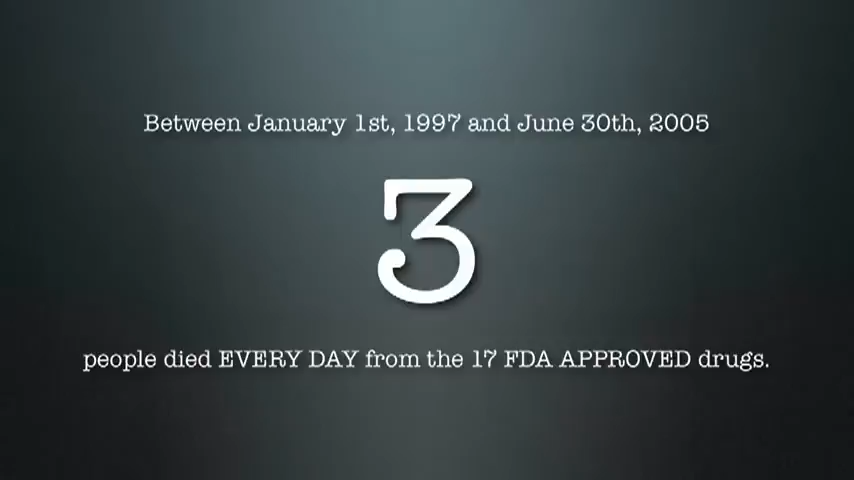 Between January 1st, 1997 and June 30th, 2005
3
people died EVERY DAY from the 17 FDA APPROVED drugs.